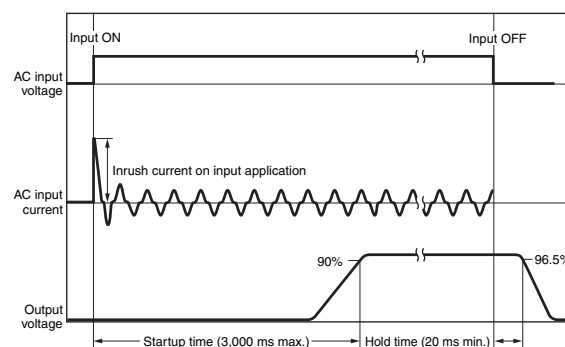 Input ON
Input OFF
AC input
voltage
Inrush current on input application
AC input
current
90%
96.5%
Output
voltage
Startup time (3,000 ms max.)
Hold time (20 ms min.)